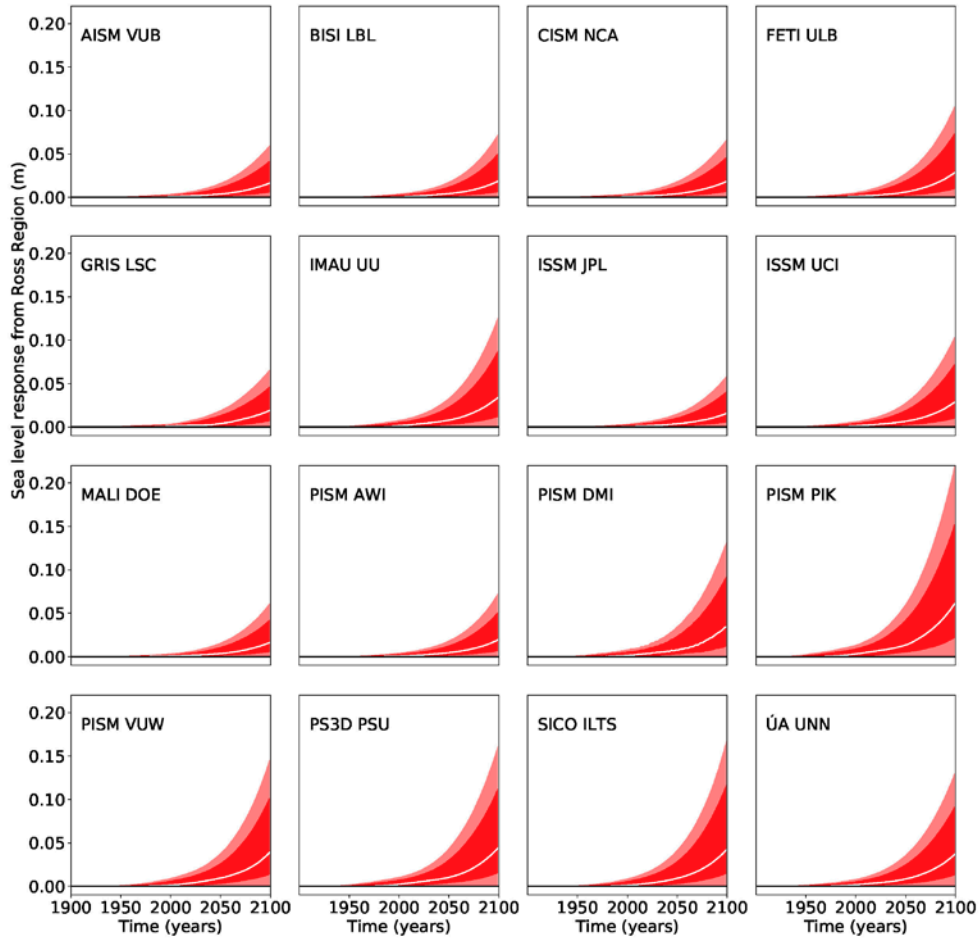 Sea level response from Ross Region (m)
0.20
0.15
0.10
0.05
0.00
AISM VUB
BISI LBL
CISM NCA
FETI ULB
0.20
0.15
0.10
0.05
0.00
GRIS LSC
IMAU UU
ISSM JPL
ISSM UCI
0.20
0.15
0.10
0.05
0.00
MALI DOE
PISM AWI
PISM DMI
PISM PIK
0.20
0.15
0.10
0.05
0.00
PISM VUW
PS3D PSU
SICO ILTS
ÚA UNN
1900 1950 2000 2050 2100
1950 2000 2050 2100
1950 2000 2050 2100
1950 2000 2050 2100
Time (years)
Time (years)
Time (years)
Time (years)